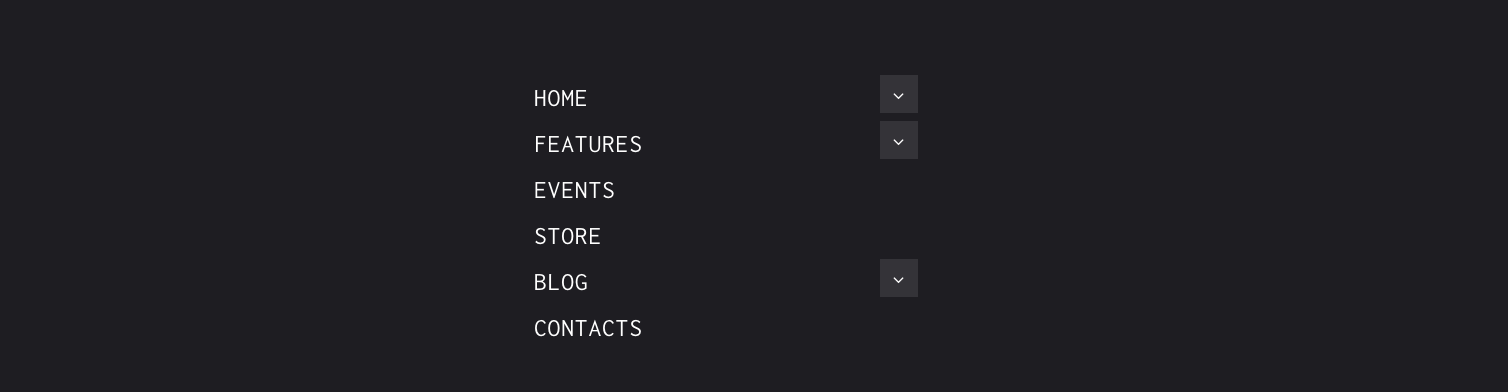 HOME
FEATURES
EVENTS
STORE
BLOG
CONTACTS